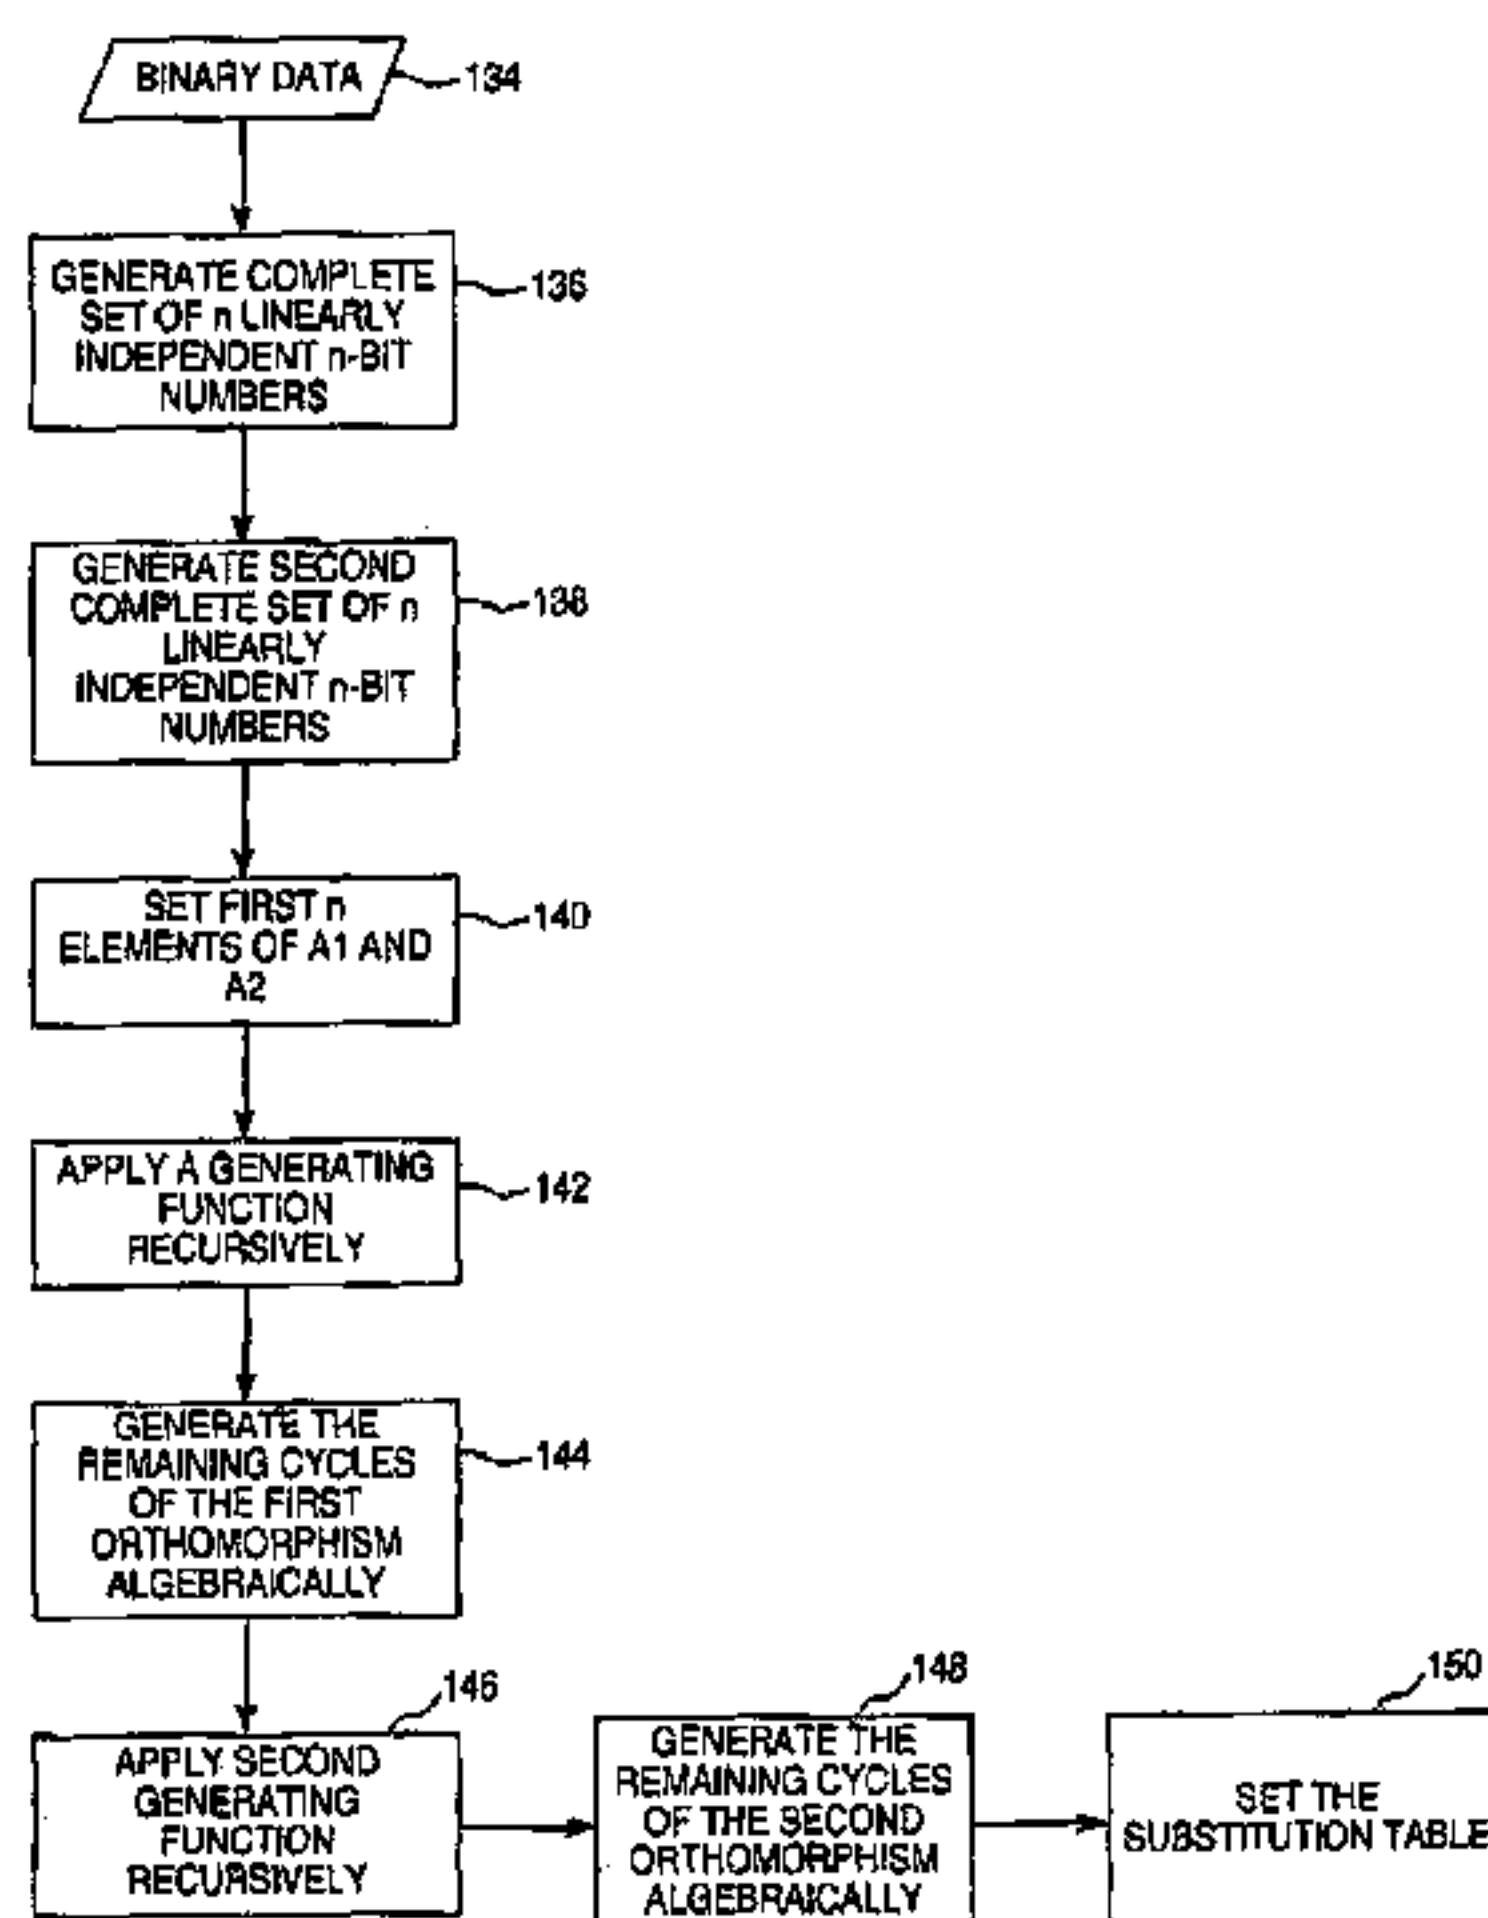 BINARY DATA
134
GENERATE COMPLETE
SET OF n LINEARLY
INDEPENDENT n-BIT
NUMBERS
136
GENERATE SECOND
COMPLETE SET OF n
LINEARLY
INDEPENDENT n-BIT
NUMBERS
138
SET FIRST n
ELEMENTS OF A1 AND
A2
140
APPLY A GENERATING
FUNCTION
RECURSIVELY
142
GENERATE THE
REMAINING CYCLES
OF THE FIRST
ORTHOMORPHISM
ALGEBRAICALLY
144
146
APPLY SECOND
GENERATING
FUNCTION
RECURSIVELY
148
GENERATE THE
REMAINING CYCLES
OF THE SECOND
ORTHOMORPHISM
ALGEBRAICALLY
150
SET THE
SUBSTITUTION TABLE